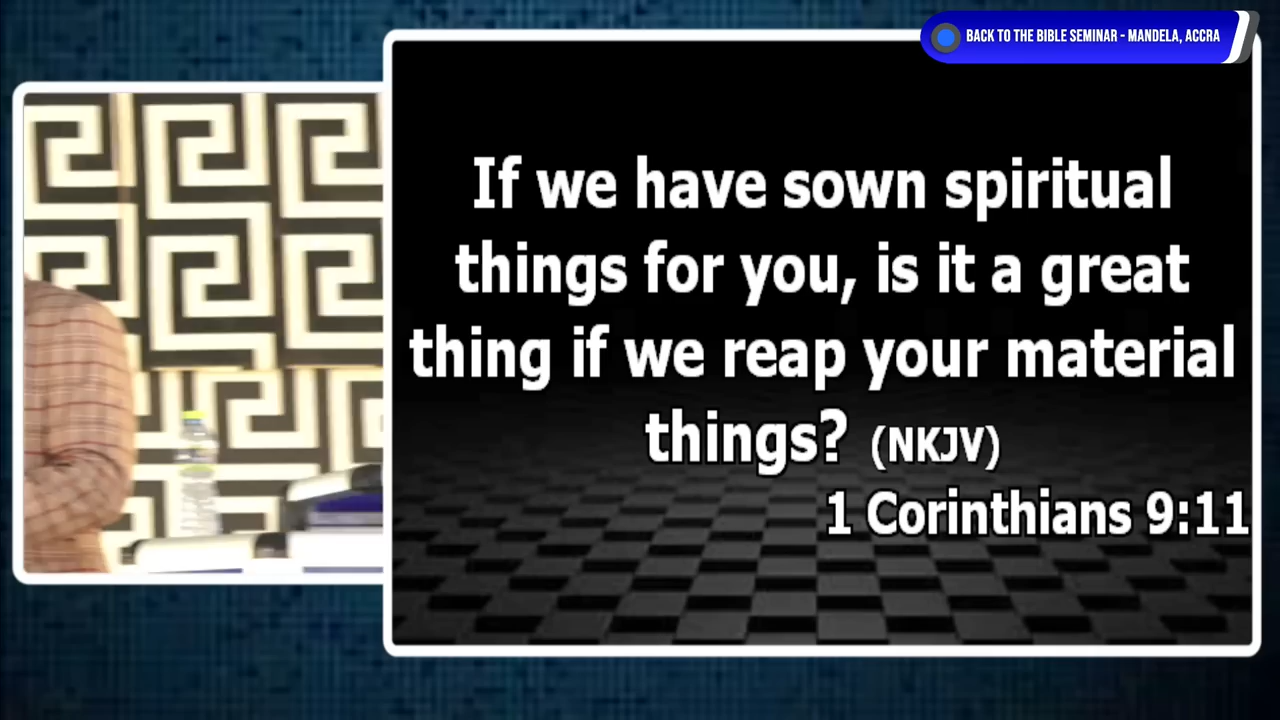 BACK TO THE BIBLE SEMINAR - MANDELA, ACCRA
If we have sown spiritual
things for you, is it a great
thing if we reap your material
things? (NKJV)
1 Corinthians 9:11